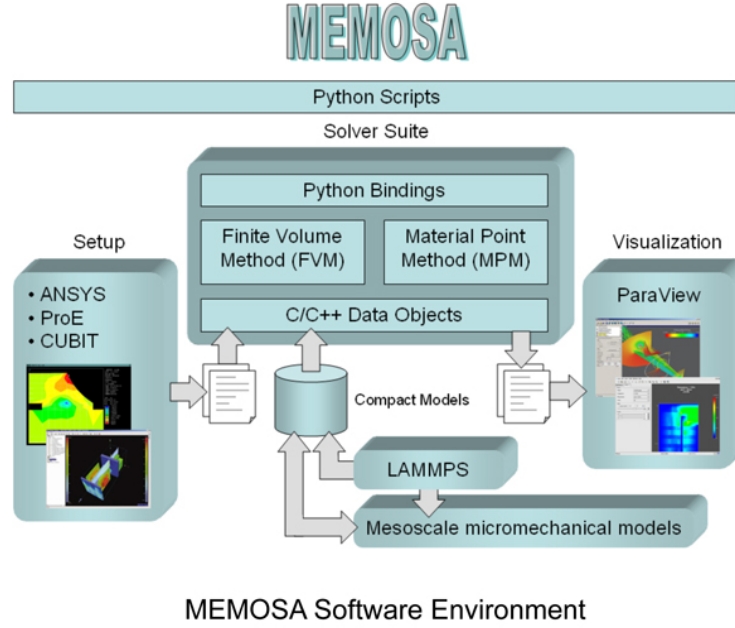 MEMOSA
Python Scripts
Solver Suite
Python Bindings
Finite Volume
Method (FVM)
Material Point
Method (MPM)
C/C++ Data Objects
Setup
• ANSYS
• ProE
• CUBIT
Visualization
ParaView
Compact Models
LAMMPS
Mesoscale micromechanical models
MEMOSA Software Environment